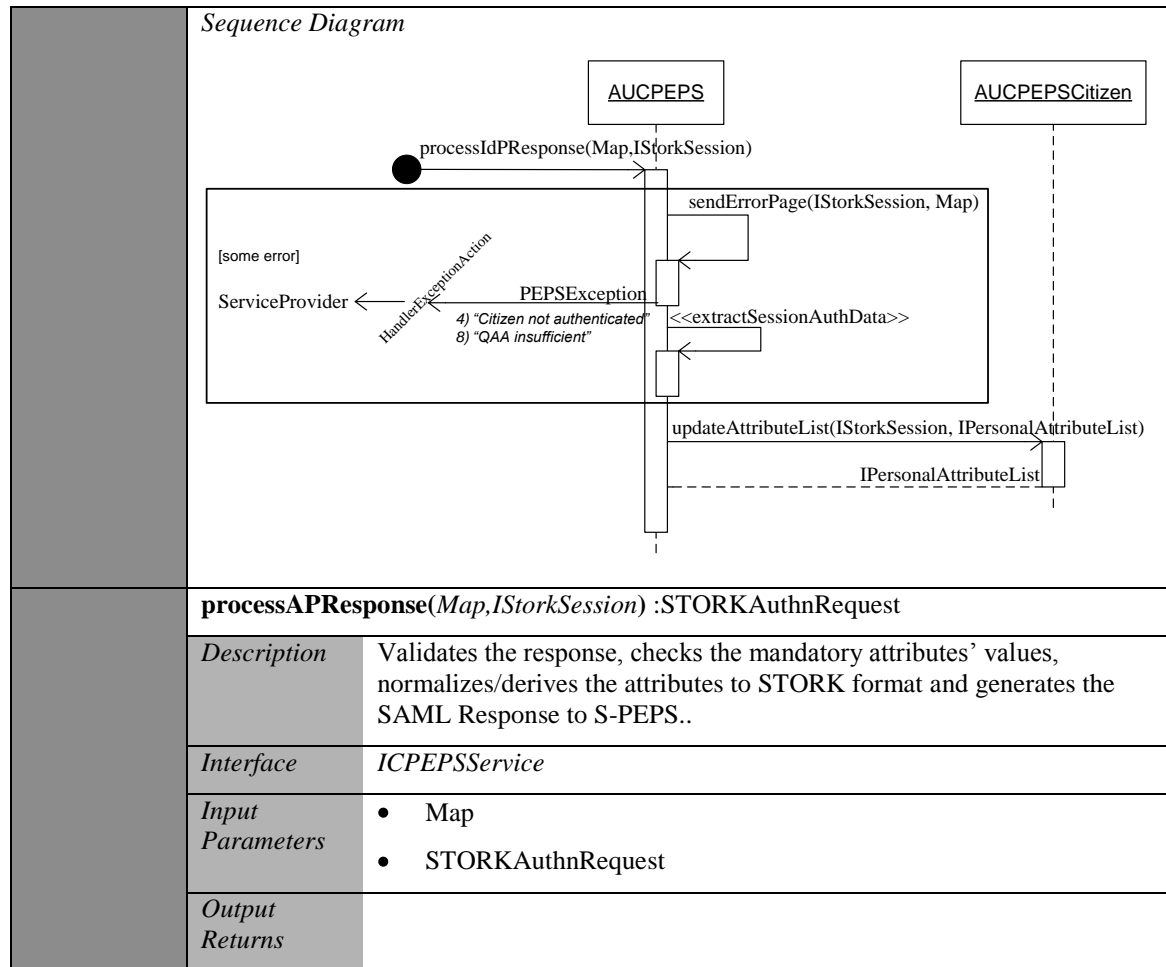 Sequence Diagram
AUCPEPS
AUCPEPSCitizen
processIdPResponse(Map,IStorkSession)
sendErrorPage(IStorkSession, Map)
[some error]
HandlerExceptionAction
ServiceProvider
PEPSException
4) “Citizen not authenticated”
8) “QAA insufficient”
<<extractSessionAuthData>>
updateAttributeList(IStorkSession, IPersonalAttributeList)
IPersonalAttributeList
processAPResponse(Map,IStorkSession) :STORKAuthnRequest
Description
Validates the response, checks the mandatory attributes’ values,
normalizes/derives the attributes to STORK format and generates the
SAML Response to S-PEPS..
Interface
ICPEPSService
Input
Parameters
• Map
• STORKAuthnRequest
Output
Returns